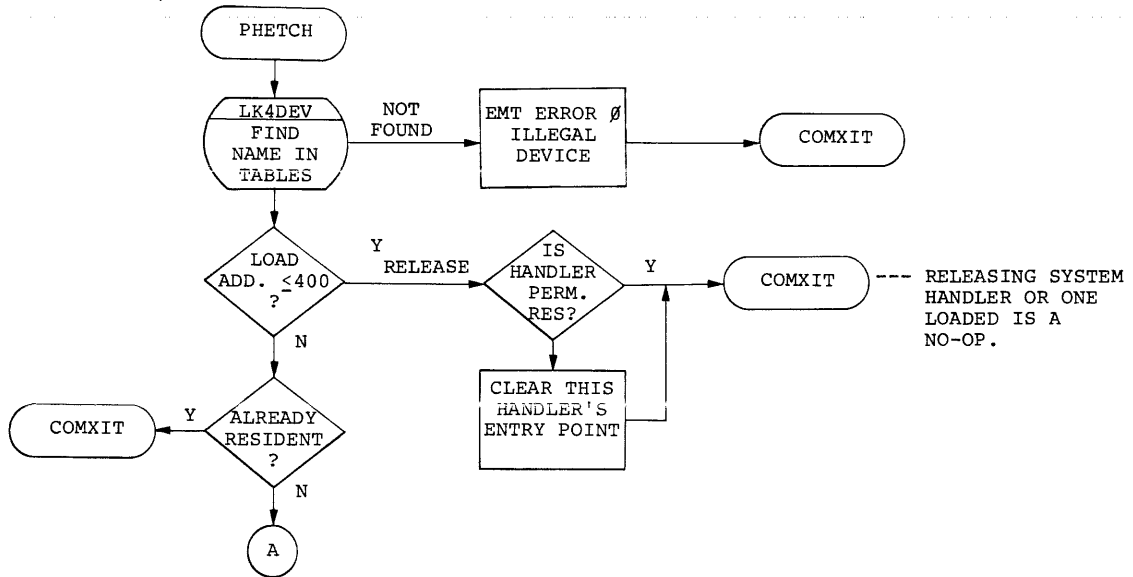 PHETCH
LK4DEV
FIND
NAME IN
TABLES
NOT
FOUND
EMT ERROR Ø
ILLEGAL
DEVICE
COMXIT
LOAD
ADD. ≤400
?
Y
RELEASE
N
IS
HANDLER
PERM.
RES?
Y
COMXIT
--- RELEASING SYSTEM
HANDLER OR ONE
LOADED IS A
NO-OP.
CLEAR THIS
HANDLER'S
ENTRY POINT
ALREADY
RESIDENT
?
Y
COMXIT
N
A